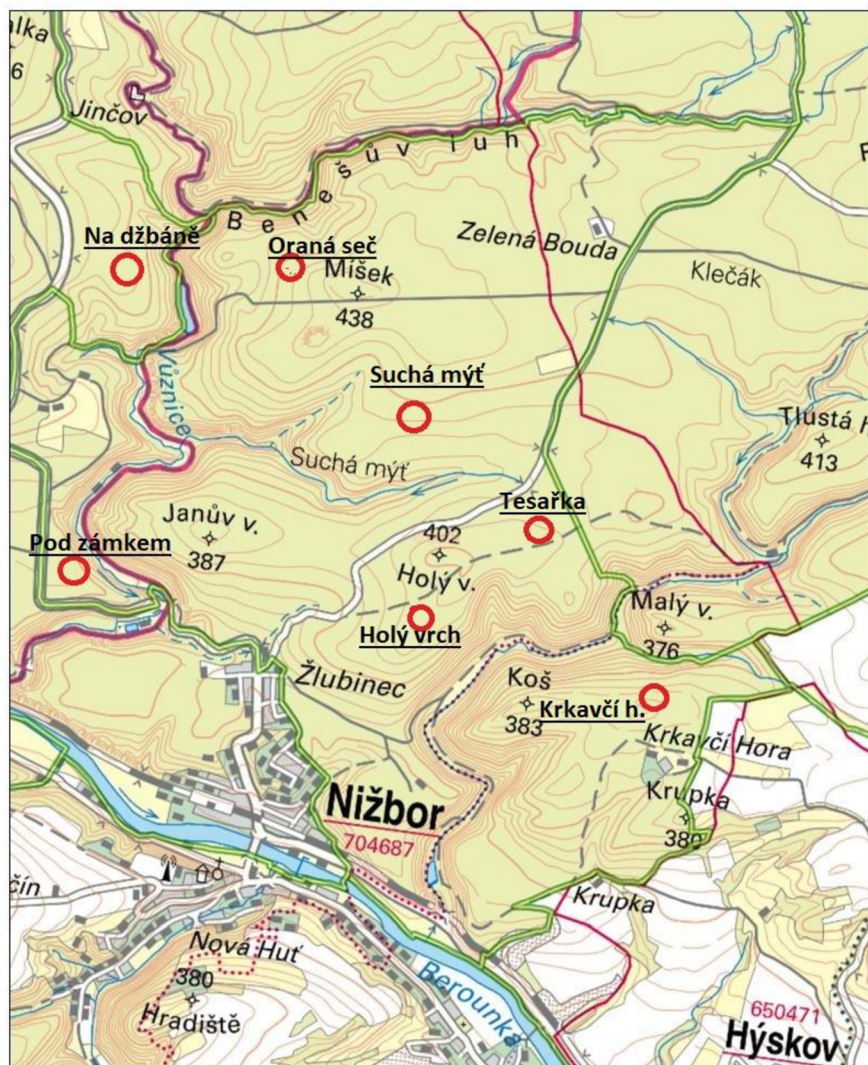 alka
6
Jinčov
Benešův luh
Na džbáně
Oraná seč
Míšek
438
Zelená Bouda
Klečák
Vůznice
Suchá mýť
Suchá mýť
Tlustá h
413
Janův v.
387
Tesařka
402
Holý v.
Pod zámkem
Holý vrch
Malý v.
376
Žlubinec
Koš
383
Krkavčí h.
Krkavčí Hora
Nižbor
704687
Krupka
Krupka
čín
Nová Huť
380
Hradiště
Berounka
650471
Hýskov